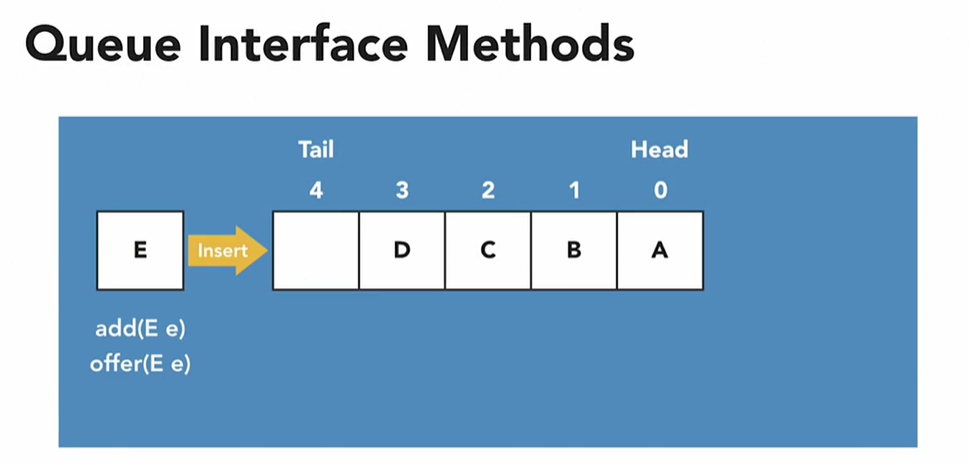 Queue Interface Methods
Tail Head
4 3 2 1 0
E Insert D C B A
add(E e)
offer(E e)